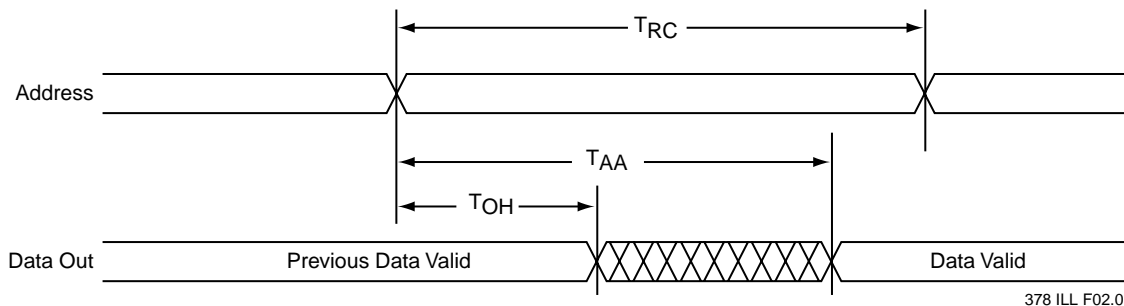 TRC
Address
TAA
TOH
Data Out
Previous Data Valid
Data Valid
378 ILL F02.0